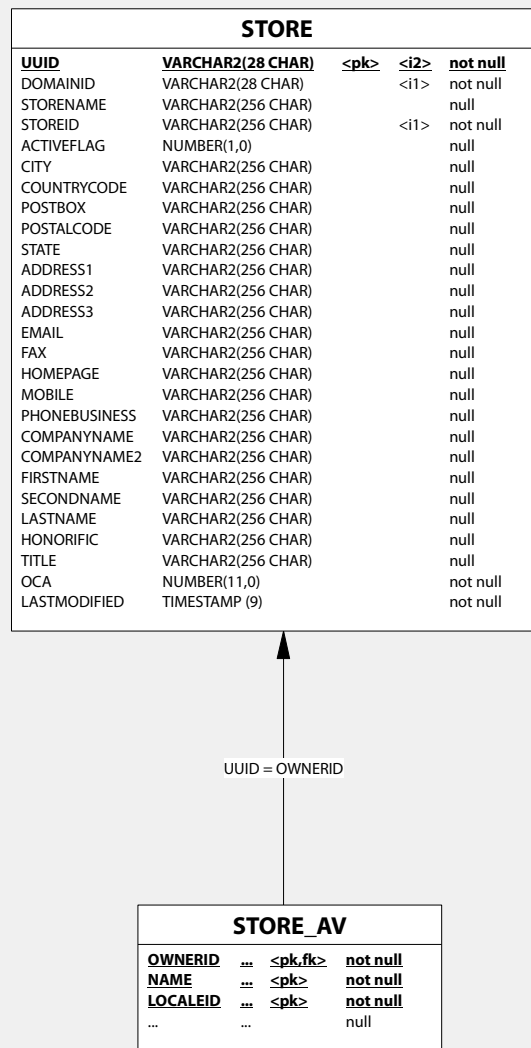 STORE
UUID VARCHAR2(28 CHAR) <pk> <i2> not null
DOMAINID VARCHAR2(28 CHAR) <i1> not null
STORENAME VARCHAR2(256 CHAR) null
STOREID VARCHAR2(256 CHAR) <i1> not null
ACTIVEFLAG NUMBER(1,0) null
CITY VARCHAR2(256 CHAR) null
COUNTRYCODE VARCHAR2(256 CHAR) null
POSTBOX VARCHAR2(256 CHAR) null
POSTALCODE VARCHAR2(256 CHAR) null
STATE VARCHAR2(256 CHAR) null
ADDRESS1 VARCHAR2(256 CHAR) null
ADDRESS2 VARCHAR2(256 CHAR) null
ADDRESS3 VARCHAR2(256 CHAR) null
EMAIL VARCHAR2(256 CHAR) null
FAX VARCHAR2(256 CHAR) null
HOMEPAGE VARCHAR2(256 CHAR) null
MOBILE VARCHAR2(256 CHAR) null
PHONEBUSINESS VARCHAR2(256 CHAR) null
COMPANYNAME VARCHAR2(256 CHAR) null
COMPANYNAME2 VARCHAR2(256 CHAR) null
FIRSTNAME VARCHAR2(256 CHAR) null
SECONDNAME VARCHAR2(256 CHAR) null
LASTNAME VARCHAR2(256 CHAR) null
HONORIFIC VARCHAR2(256 CHAR) null
TITLE VARCHAR2(256 CHAR) null
OCA NUMBER(11,0) not null
LASTMODIFIED TIMESTAMP (9) not null
UUID = OWNERID
STORE_AV
OWNERID ... <pk,fk> not null
NAME ... <pk> not null
LOCALEID ... <pk> not null
... ... null